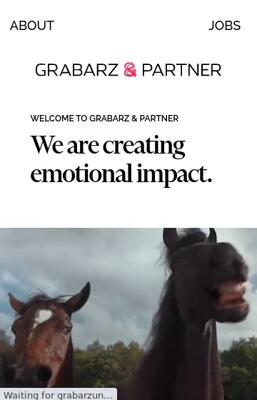 ABOUT JOBS
GRABARZ & PARTNER
WELCOME TO GRABARZ & PARTNER
We are creating
emotional impact.
Waiting for grabarzun...